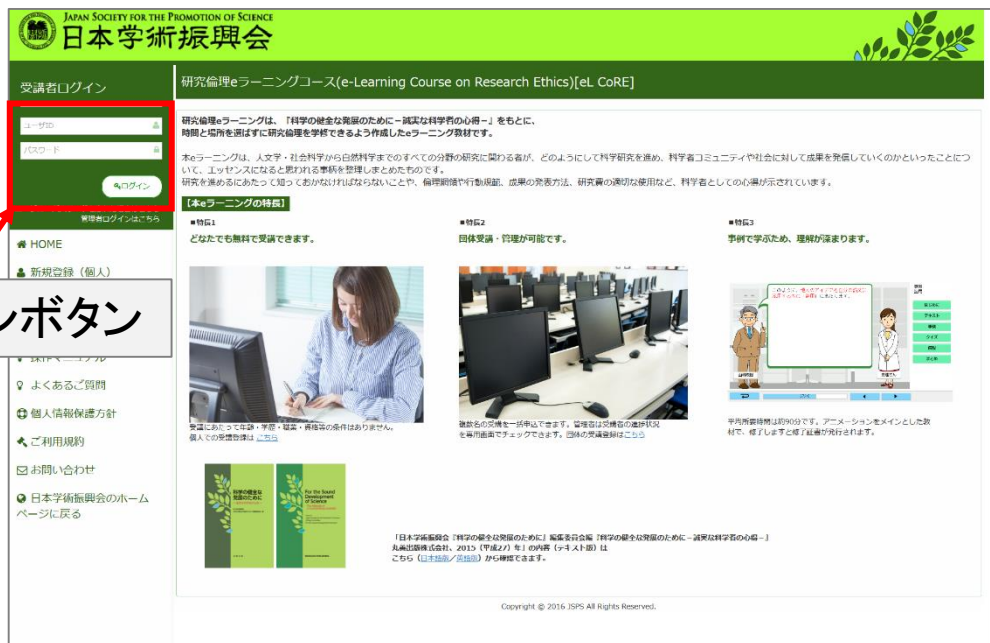 JAPAN SOCIETY FOR THE PROMOTION OF SCIENCE
日本学術振興会
受講者ログイン
研究倫理eラーニングコース(e-Learning Course on Research Ethics)[eL CoRE]
ユーザID
パスワード
ログイン
管理者ログインはこちら
HOME
新規登録（個人）
ンボタン
操作マニュアル
よくあるご質問
個人情報保護方針
ご利用規約
お問い合わせ
日本学術振興会のホーム
ページに戻る
研究倫理eラーニングは、『科学の健全な発展のために－誠実な科学者の心得－』をもとに、
時間と場所を選ばずに研究倫理を学修できるよう作成したeラーニング教材です。
本eラーニングは、人文学・社会科学から自然科学までのすべての分野の研究に関わる者が、どのようにして科学研究を進め、科学者コミュニティや社会に対して成果を発信していくのかといったことにつ
いて、エッセンスになると思われる事柄を整理しまとめたものです。
研究を進めるにあたって知っておかなければならないことや、倫理綱領や行動規範、成果の発表方法、研究費の適切な使用など、科学者としての心得が示されています。
【本eラーニングの特長】
■特長1
どなたでも無料で受講できます。
受講にあたって年齢・学歴・職業・資格等の条件はありません。
個人での受講登録は こちら
■特長2
団体受講・管理が可能です。
複数名の受講を一括申込できます。管理者は受講者の進捗状況
を専用画面でチェックできます。団体の受講登録はこちら
■特長3
事例で学ぶため、理解が深まります。
テキスト
クイズ
平均所要時間は約90分です。アニメーションをメインとした教
材で、修了しますと修了証書が発行されます。
科学の健全な
発展のために
For the Sound
Development
of Science
「日本学術振興会『科学の健全な発展のために』編集委員会編『科学の健全な発展のために－誠実な科学者の心得－』
丸善出版株式会社、2015（平成27）年」の内容（テキスト版）は
こちら（日本語版／英語版）から確認できます。
Copyright © 2016 JSPS All Rights Reserved.